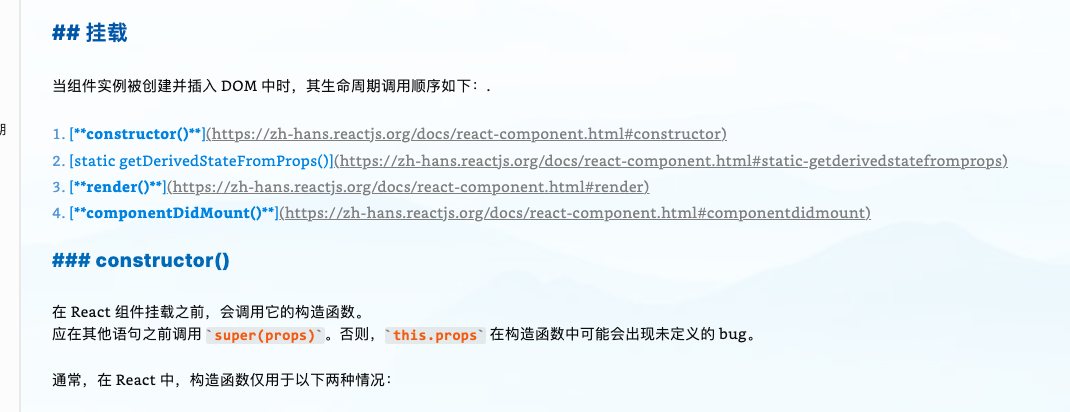 ## 挂载
当组件实例被创建并插入 DOM 中时，其生命周期调用顺序如下：.
期
1. [**constructor()**](https://zh-hans.reactjs.org/docs/react-component.html#constructor)
2. [static getDerivedStateFromProps()](https://zh-hans.reactjs.org/docs/react-component.html#static-getderivedstatefromprops)
3. [**render()**](https://zh-hans.reactjs.org/docs/react-component.html#render)
4. [**componentDidMount()**](https://zh-hans.reactjs.org/docs/react-component.html#componentdidmount)
### constructor()
在 React 组件挂载之前，会调用它的构造函数。
应在其他语句之前调用 `super(props)`。否则，`this.props` 在构造函数中可能会出现未定义的 bug。
通常，在 React 中，构造函数仅用于以下两种情况：